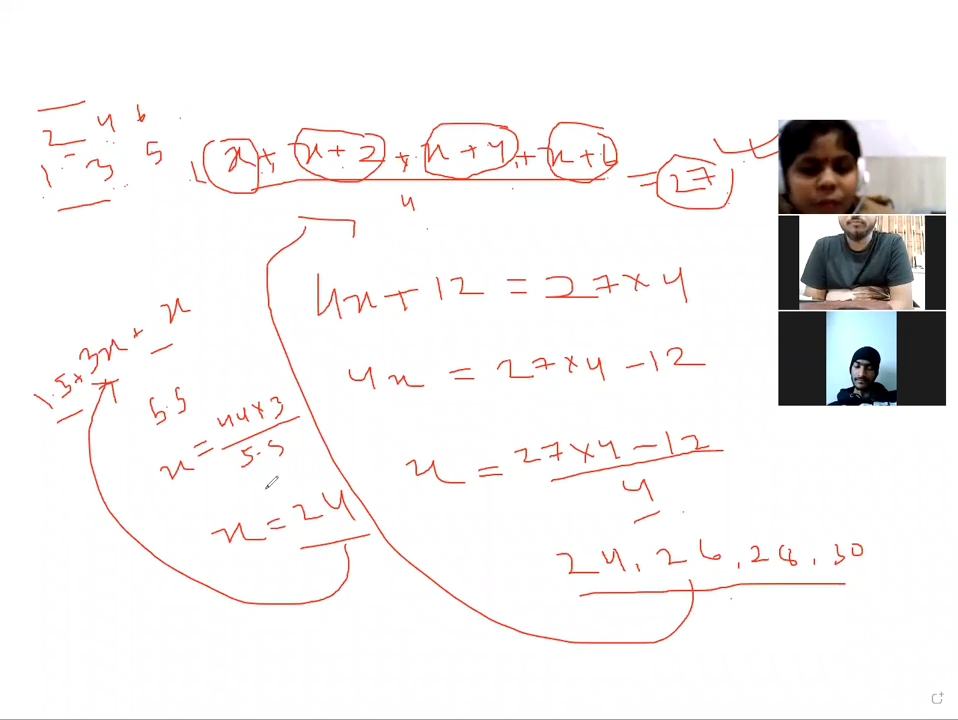 2 4 6
1 3 5
x + x+2 + x+4 + x+6 = 27
4
4x + 12 = 27 × 4
4x = 27 × 4 - 12
x = 27 × 4 - 12
4
24, 26, 28, 30
1.5x 3x + x
5.5
x = 44 × 3
5.5
x = 24